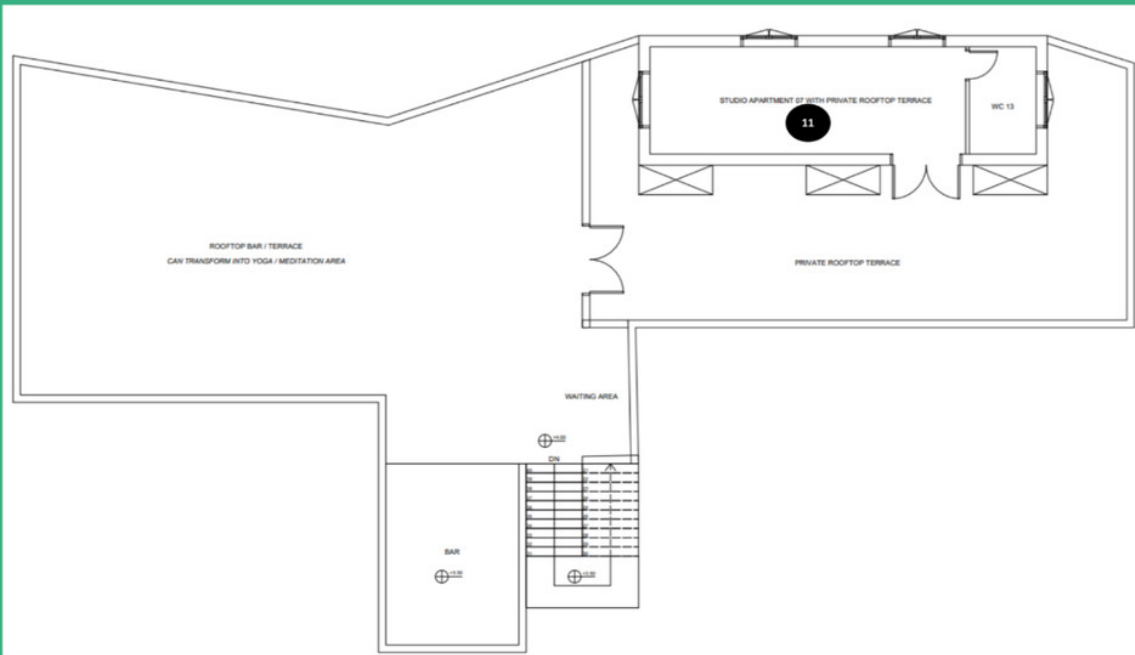 STUDIO APARTMENT 07 WITH PRIVATE ROOFTOP TERRACE
11
WC 13
ROOFTOP BAR / TERRACE
CAN TRANSFORM INTO YOGA / MEDITATION AREA
PRIVATE ROOFTOP TERRACE
WAITING AREA
DN
BAR